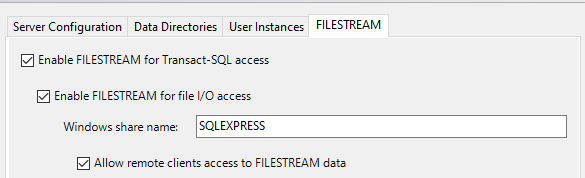 Server Configuration Data Directories User Instances FILESTREAM
Enable FILESTREAM for Transact-SQL access
Enable FILESTREAM for file I/O access
Windows share name: SQLEXPRESS
Allow remote clients access to FILESTREAM data